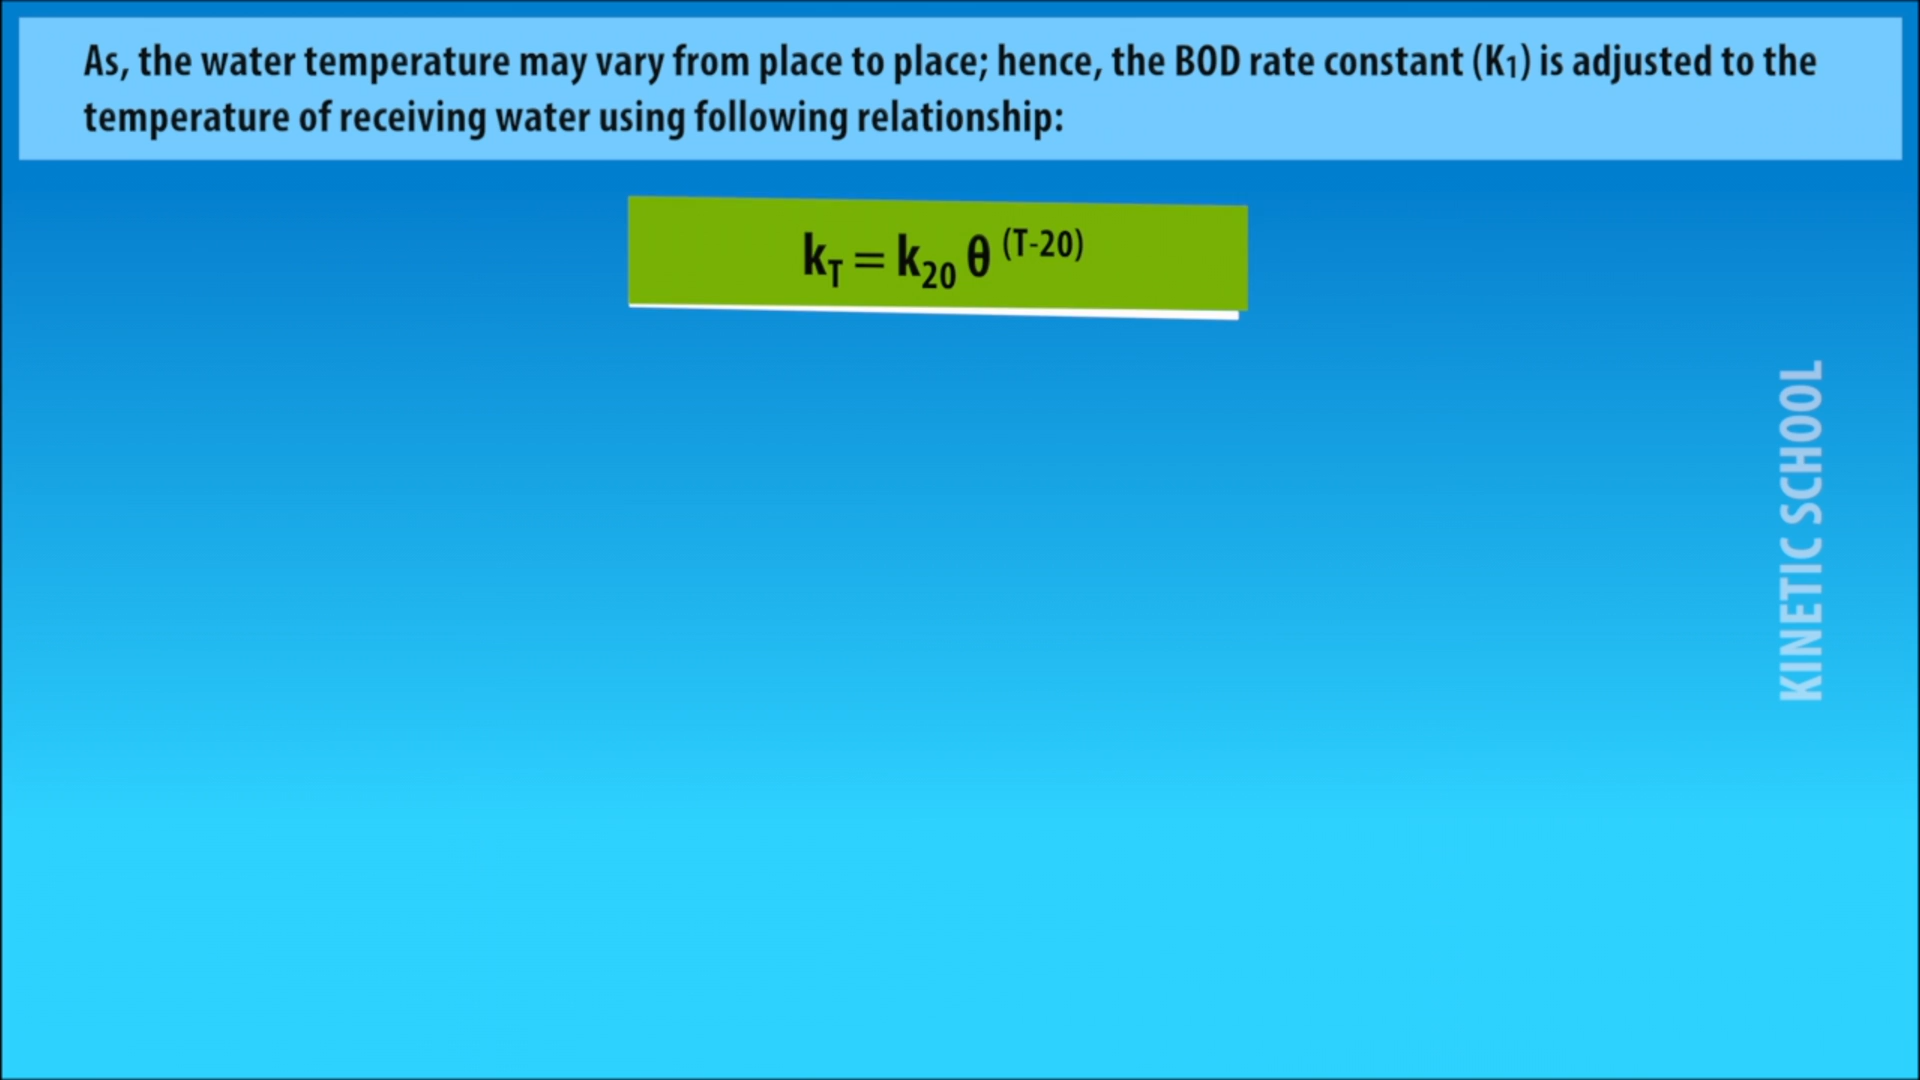 As, the water temperature may vary from place to place; hence, the BOD rate constant (K₁) is adjusted to the
temperature of receiving water using following relationship:
k_T = k₂₀ θ ^(T-20)
KINETIC SCHOOL